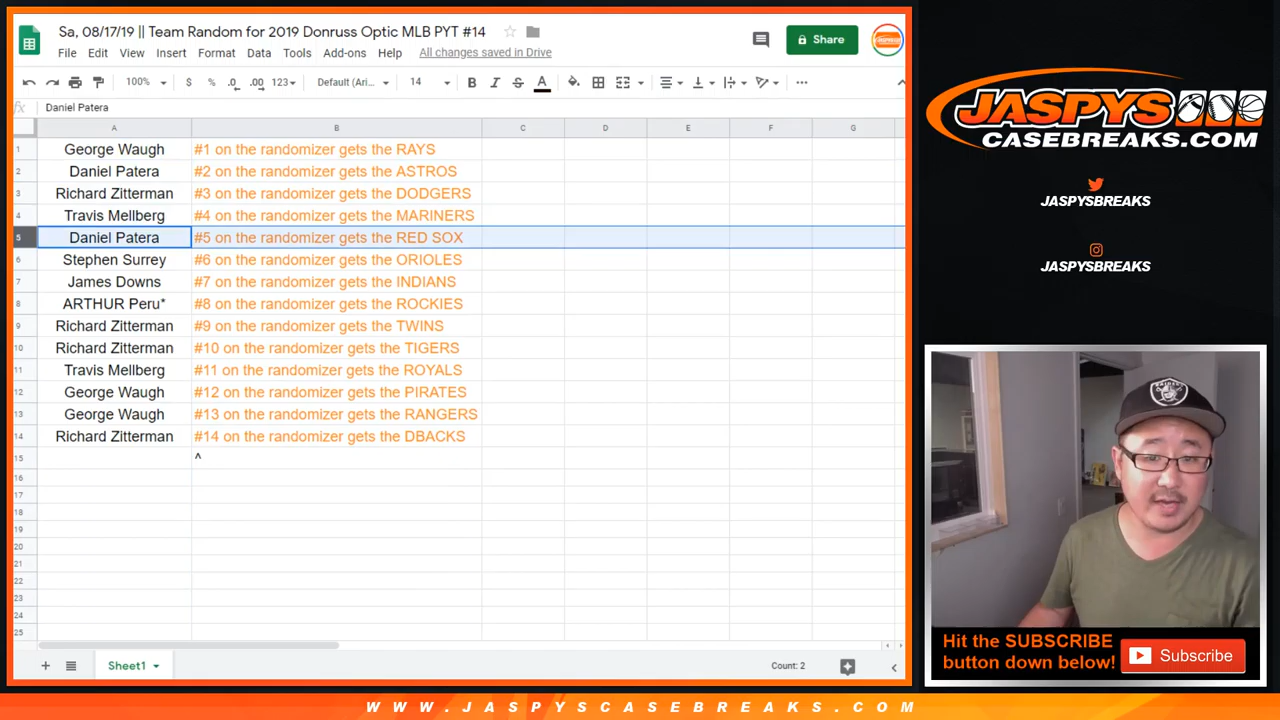 Sa, 08/17/19 || Team Random for 2019 Donruss Optic MLB PYT #14
File Edit View Insert Format Data Tools Add-ons Help All changes saved in Drive
Share
100% $ % .0 .00 123 Default (Ari... 14 B I S A
fx Daniel Patera
A B C D E F G
1 George Waugh #1 on the randomizer gets the RAYS
2 Daniel Patera #2 on the randomizer gets the ASTROS
3 Richard Zitterman #3 on the randomizer gets the DODGERS
4 Travis Mellberg #4 on the randomizer gets the MARINERS
5 Daniel Patera #5 on the randomizer gets the RED SOX
6 Stephen Surrey #6 on the randomizer gets the ORIOLES
7 James Downs #7 on the randomizer gets the INDIANS
8 ARTHUR Peru* #8 on the randomizer gets the ROCKIES
9 Richard Zitterman #9 on the randomizer gets the TWINS
10 Richard Zitterman #10 on the randomizer gets the TIGERS
11 Travis Mellberg #11 on the randomizer gets the ROYALS
12 George Waugh #12 on the randomizer gets the PIRATES
13 George Waugh #13 on the randomizer gets the RANGERS
14 Richard Zitterman #14 on the randomizer gets the DBACKS
15 ^
16
17
18
19
20
21
22
23
24
25
Sheet1
Count: 2
JASPYS
CASEBREAKS.COM
JASPYSBREAKS
JASPYSBREAKS
RAIDERS
Hit the SUBSCRIBE
button down below!
Subscribe
WWW.JASPYSCASEBREAKS.COM